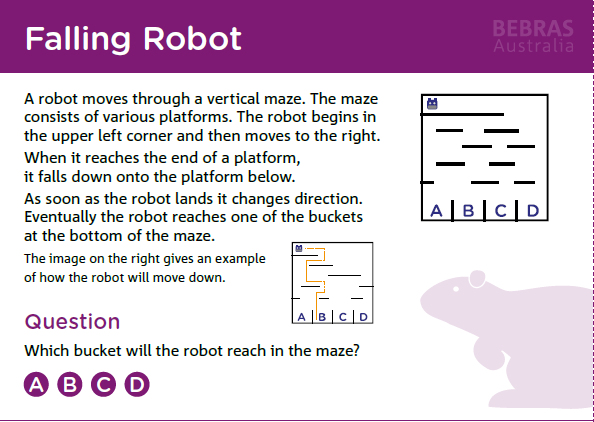 Falling Robot
BEBRAS
Australia
A robot moves through a vertical maze. The maze
consists of various platforms. The robot begins in
the upper left corner and then moves to the right.
When it reaches the end of a platform,
it falls down onto the platform below.
As soon as the robot lands it changes direction.
Eventually the robot reaches one of the buckets
at the bottom of the maze.
The image on the right gives an example
of how the robot will move down.
A B C D
A B C D
Question
Which bucket will the robot reach in the maze?
A B C D